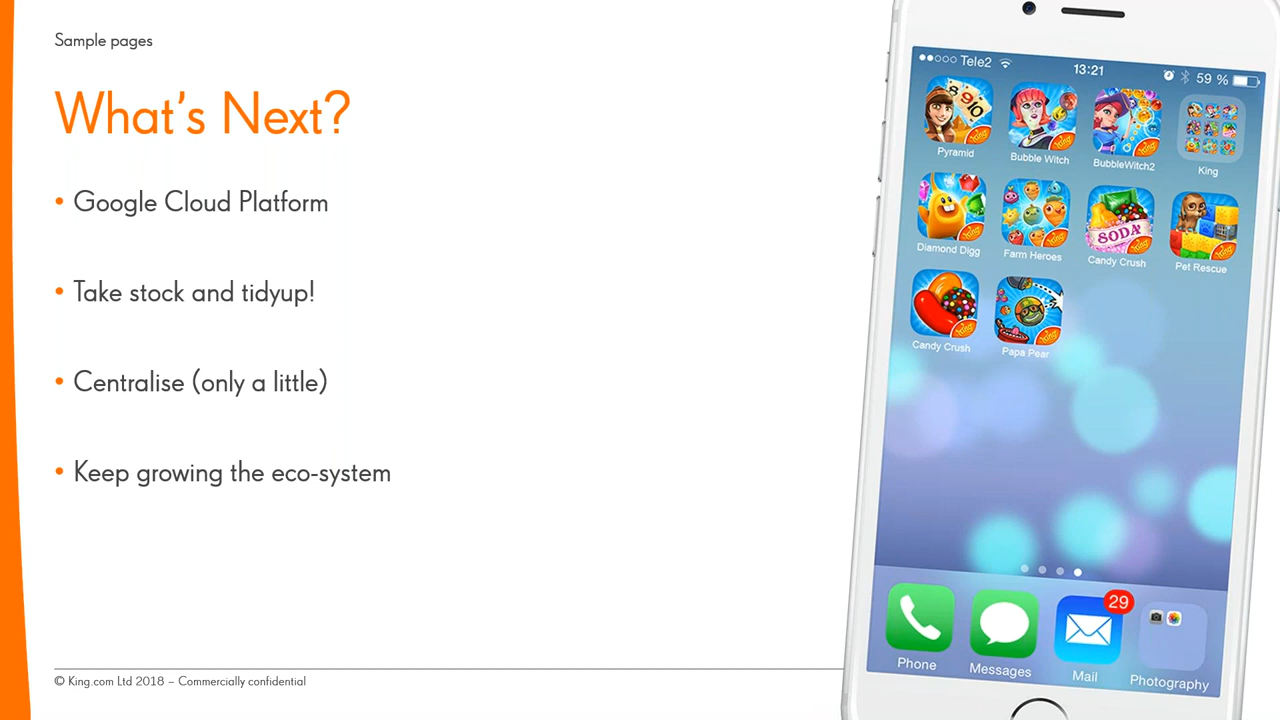 Sample pages
What's Next?
• Google Cloud Platform
• Take stock and tidyup!
• Centralise (only a little)
• Keep growing the eco-system
© King.com Ltd 2018 – Commercially confidential
Tele2 13:21 59 %
Pyramid Bubble Witch BubbleWitch2 King
Diamond Digg Farm Heroes Candy Crush Pet Rescue
SODA
Candy Crush Papa Pear
29
Phone Messages Mail Photography